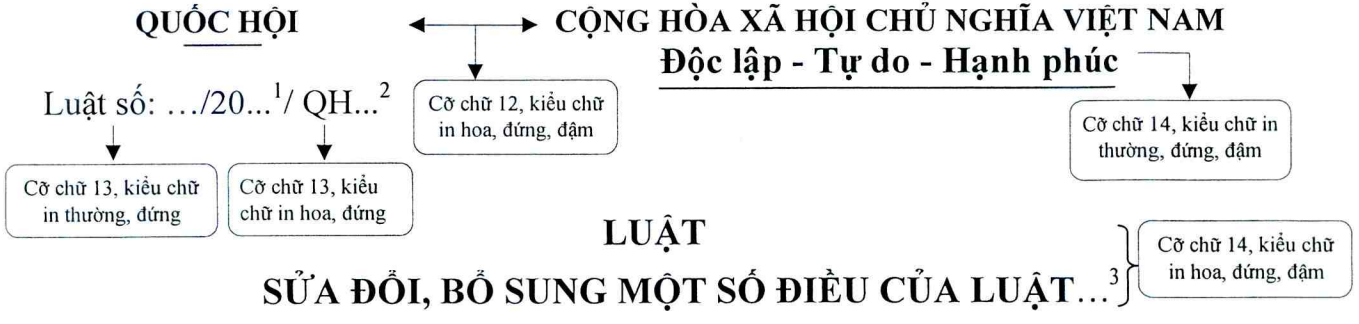 QUỐC HỘI
CỘNG HÒA XÃ HỘI CHỦ NGHĨA VIỆT NAM
Độc lập - Tự do - Hạnh phúc
Luật số: .../20...1/ QH...2
Cỡ chữ 12, kiểu chữ
in hoa, đứng, đậm
Cỡ chữ 14, kiểu chữ in
thường, đứng, đậm
Cỡ chữ 13, kiểu chữ
in thường, đứng
Cỡ chữ 13, kiểu
chữ in hoa, đứng
LUẬT
SỬA ĐỔI, BỔ SUNG MỘT SỐ ĐIỀU CỦA LUẬT...3
Cỡ chữ 14, kiểu chữ
in hoa, đứng, đậm